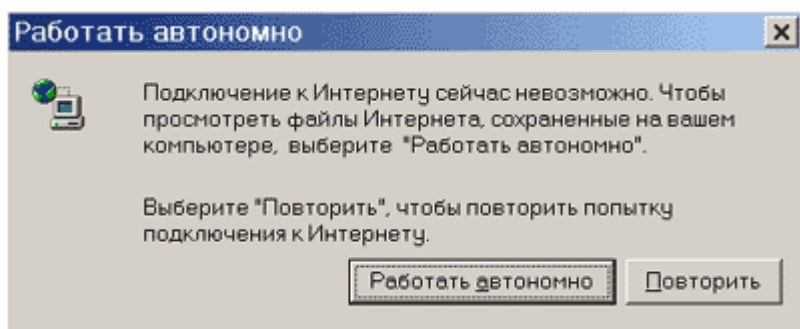 Работать автономно
Подключение к Интернету сейчас невозможно. Чтобы
просмотреть файлы Интернета, сохраненные на вашем
компьютере, выберите "Работать автономно".
Выберите "Повторить", чтобы повторить попытку
подключения к Интернету.
Работать автономно Повторить